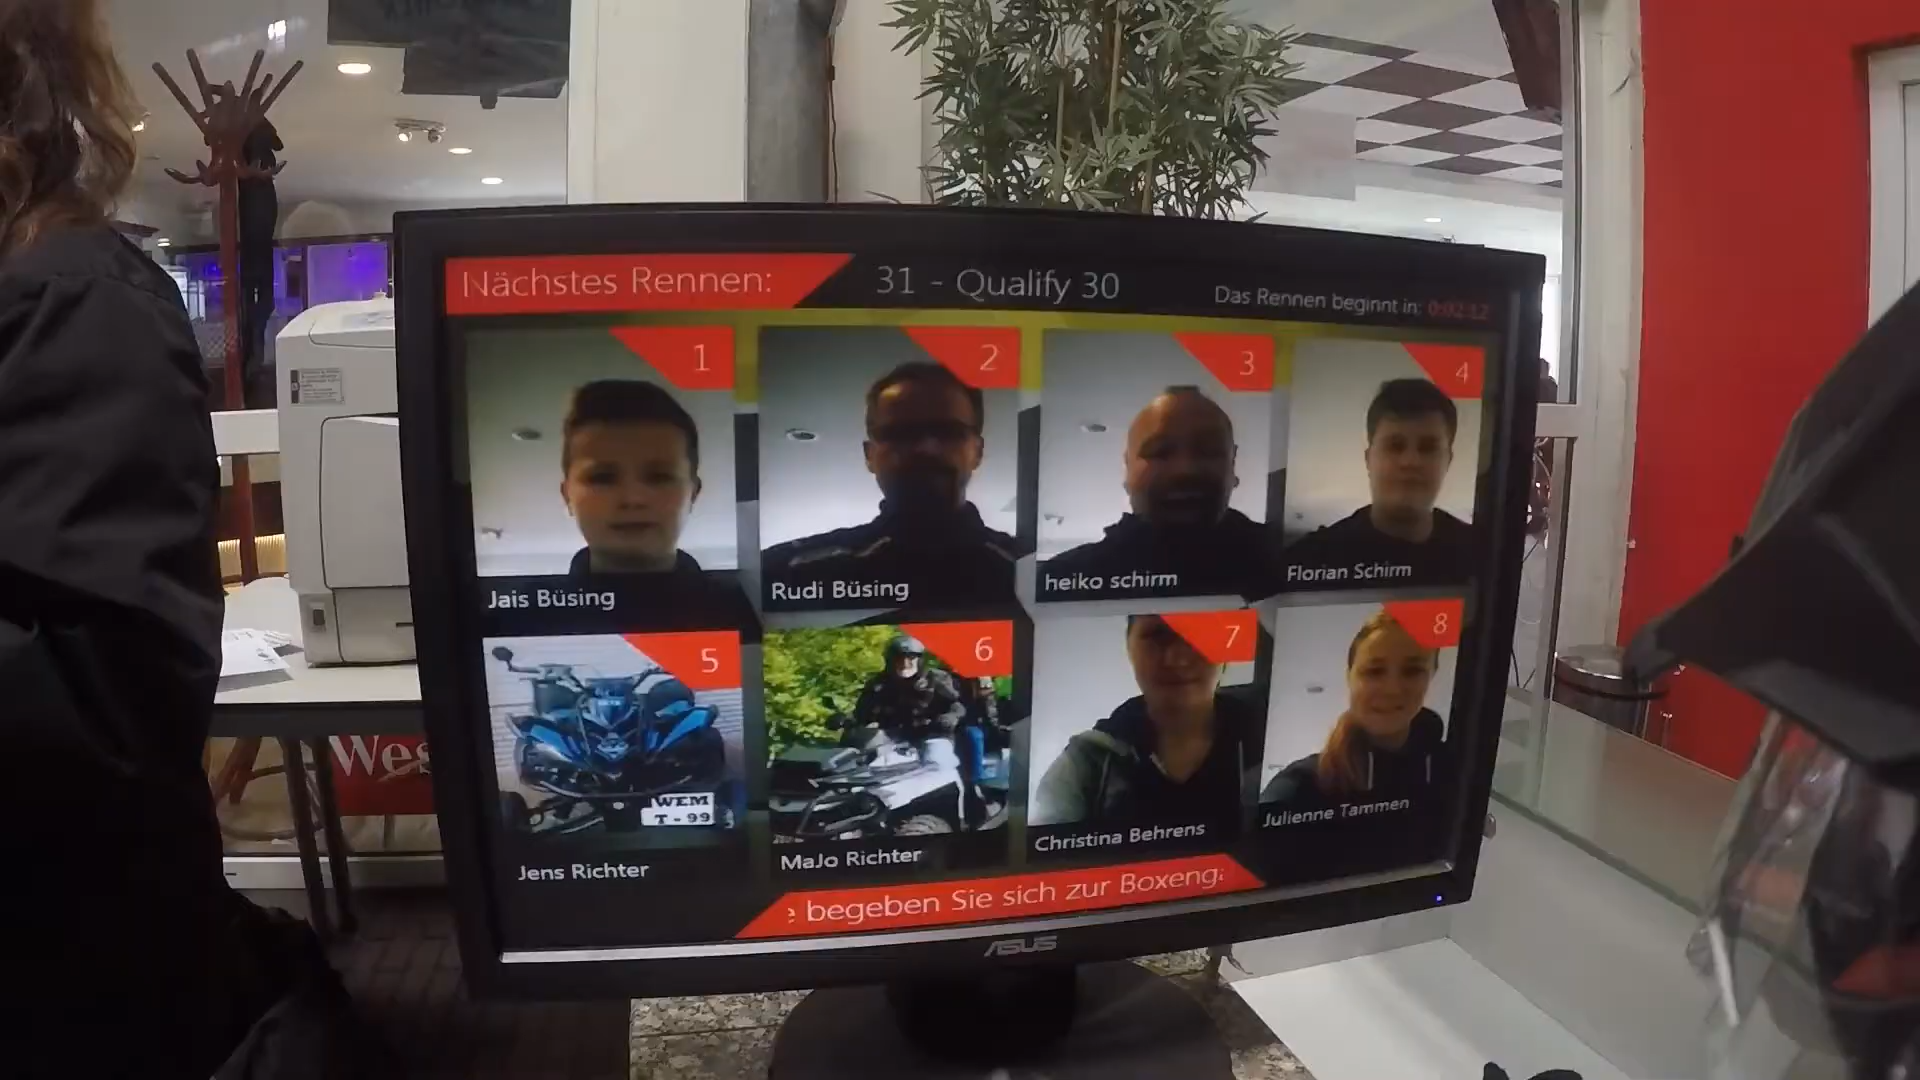 Nächstes Rennen:
31 - Qualify 30
Das Rennen beginnt in: 0:02:12
1
2
3
4
Jais Büsing
Rudi Büsing
heiko schirm
Florian Schirm
5
6
7
8
WEM
T - 99
Jens Richter
MaJo Richter
Christina Behrens
Julienne Tammen
e begeben Sie sich zur Boxenga
ASUS
Wes